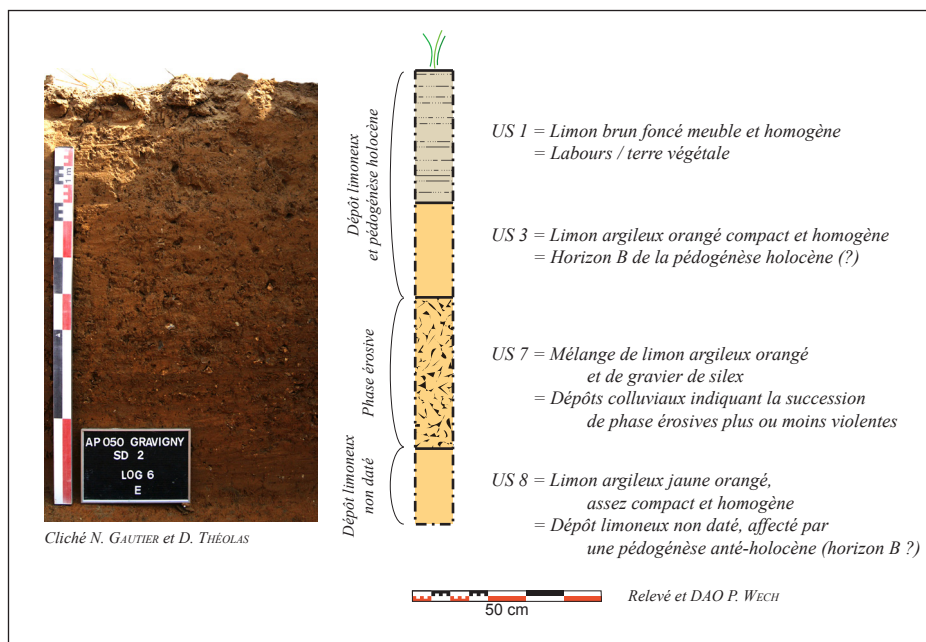 1 m
AP 050 GRAVIGNY
SD 2
LOG 6
E
Cliché N. GAUTIER et D. THÉOLAS
Dépôt limoneux
et pédogénèse holocène
Phase érosive
Dépôt limoneux
non daté
US 1 = Limon brun foncé meuble et homogène
= Labours / terre végétale
US 3 = Limon argileux orangé compact et homogène
= Horizon B de la pédogénèse holocène (?)
US 7 = Mélange de limon argileux orangé
et de gravier de silex
= Dépôts colluviaux indiquant la succession
de phase érosives plus ou moins violentes
US 8 = Limon argileux jaune orangé,
assez compact et homogène
= Dépôt limoneux non daté, affecté par
une pédogénèse anté-holocène (horizon B ?)
50 cm
Relevé et DAO P. WECH